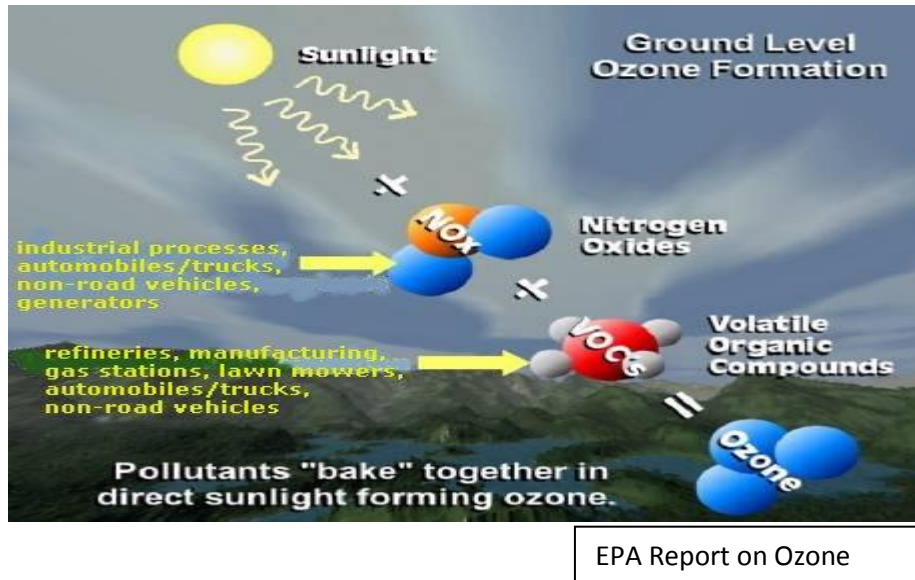 Sunlight
Ground Level
Ozone Formation
+
NOx
Nitrogen
Oxides
industrial processes,
automobiles/trucks,
non-road vehicles,
generators
+
VOC's
Volatile
Organic
Compounds
refineries, manufacturing,
gas stations, lawn mowers,
automobiles/trucks,
non-road vehicles
=
Ozone
Pollutants "bake" together in
direct sunlight forming ozone.
EPA Report on Ozone